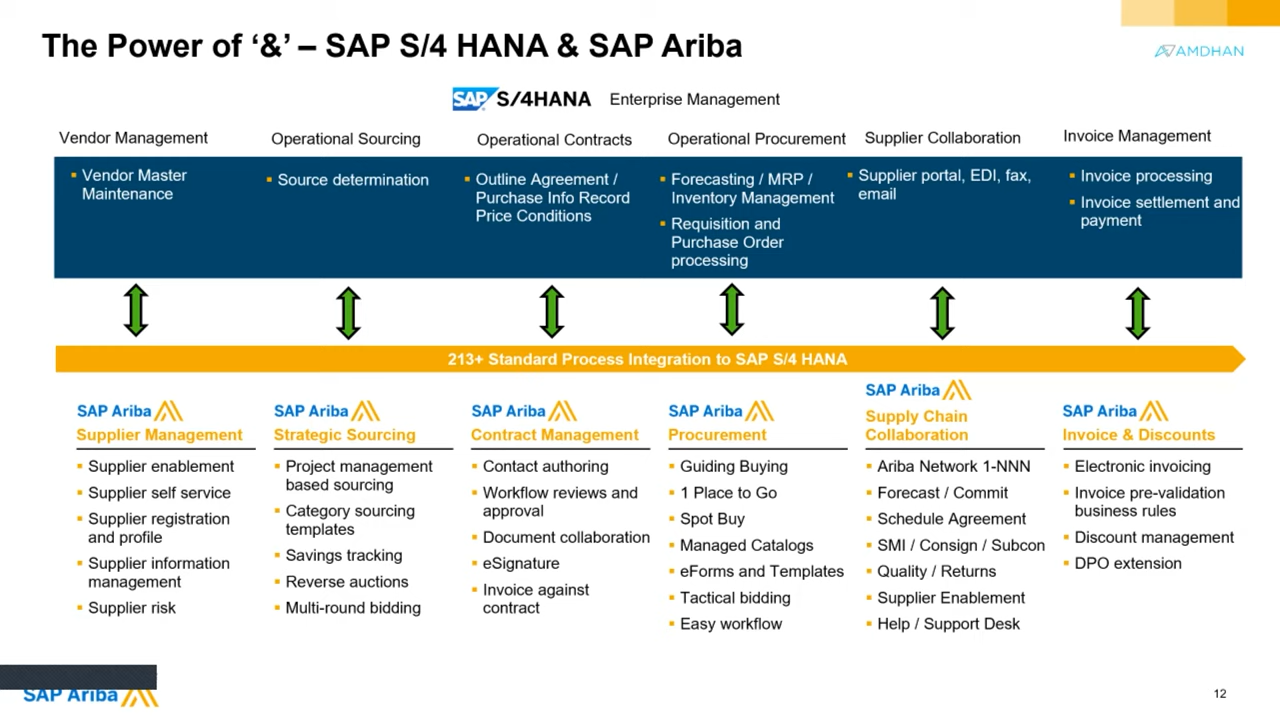 The Power of ‘&’ – SAP S/4 HANA & SAP Ariba
AMDHAN
SAP S/4HANA Enterprise Management
Vendor Management
Operational Sourcing
Operational Contracts
Operational Procurement
Supplier Collaboration
Invoice Management
▪ Vendor Master
Maintenance
▪ Source determination
▪ Outline Agreement /
Purchase Info Record
Price Conditions
▪ Forecasting / MRP /
Inventory Management
▪ Requisition and
Purchase Order
processing
▪ Supplier portal, EDI, fax,
email
▪ Invoice processing
▪ Invoice settlement and
payment
213+ Standard Process Integration to SAP S/4 HANA
SAP Ariba
Supplier Management
▪ Supplier enablement
▪ Supplier self service
▪ Supplier registration
and profile
▪ Supplier information
management
▪ Supplier risk
SAP Ariba
Strategic Sourcing
▪ Project management
based sourcing
▪ Category sourcing
templates
▪ Savings tracking
▪ Reverse auctions
▪ Multi-round bidding
SAP Ariba
Contract Management
▪ Contact authoring
▪ Workflow reviews and
approval
▪ Document collaboration
▪ eSignature
▪ Invoice against
contract
SAP Ariba
Procurement
▪ Guiding Buying
▪ 1 Place to Go
▪ Spot Buy
▪ Managed Catalogs
▪ eForms and Templates
▪ Tactical bidding
▪ Easy workflow
SAP Ariba
Supply Chain
Collaboration
▪ Ariba Network 1-NNN
▪ Forecast / Commit
▪ Schedule Agreement
▪ SMI / Consign / Subcon
▪ Quality / Returns
▪ Supplier Enablement
▪ Help / Support Desk
SAP Ariba
Invoice & Discounts
▪ Electronic invoicing
▪ Invoice pre-validation
business rules
▪ Discount management
▪ DPO extension
SAP Ariba
12